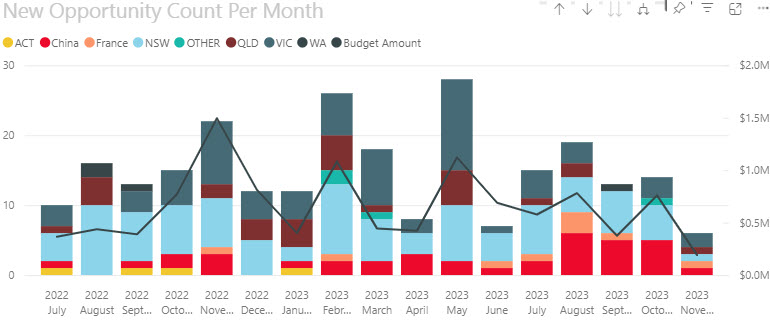 New Opportunity Count Per Month
ACT China France NSW OTHER QLD VIC WA Budget Amount
30 $2.0M
$1.5M
20
$1.0M
10
$0.5M
0 $0.0M
2022 2022 2022 2022 2022 2022 2023 2023 2023 2023 2023 2023 2023 2023 2023 2023 2023
July August Sept... Octo... Nove... Dece... Janu... Febr... March April May June July August Sept... Octo... Nove...